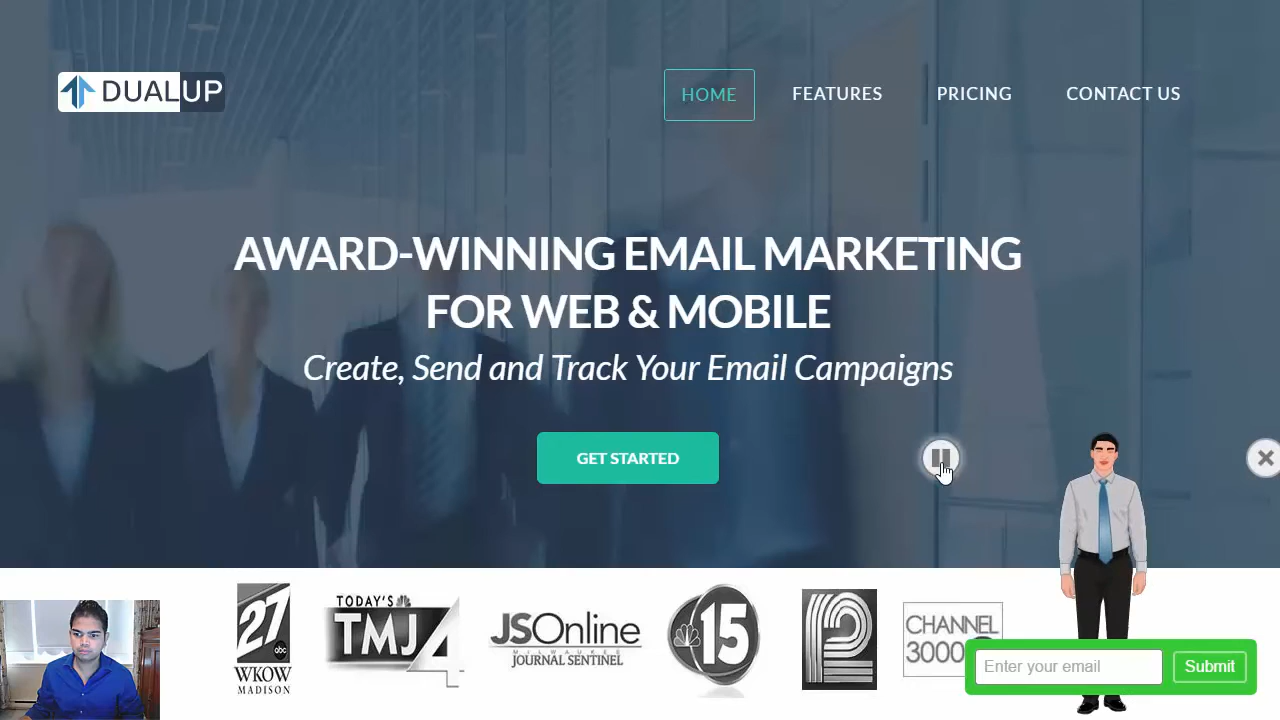 DUALUP
HOME
FEATURES
PRICING
CONTACT US
AWARD-WINNING EMAIL MARKETING
FOR WEB & MOBILE
Create, Send and Track Your Email Campaigns
GET STARTED
27
abc
WKOW
MADISON
TODAY'S
TMJ4
JSOnline
MILWAUKEE
JOURNAL SENTINEL
15
CHANNEL
3000
Enter your email
Submit